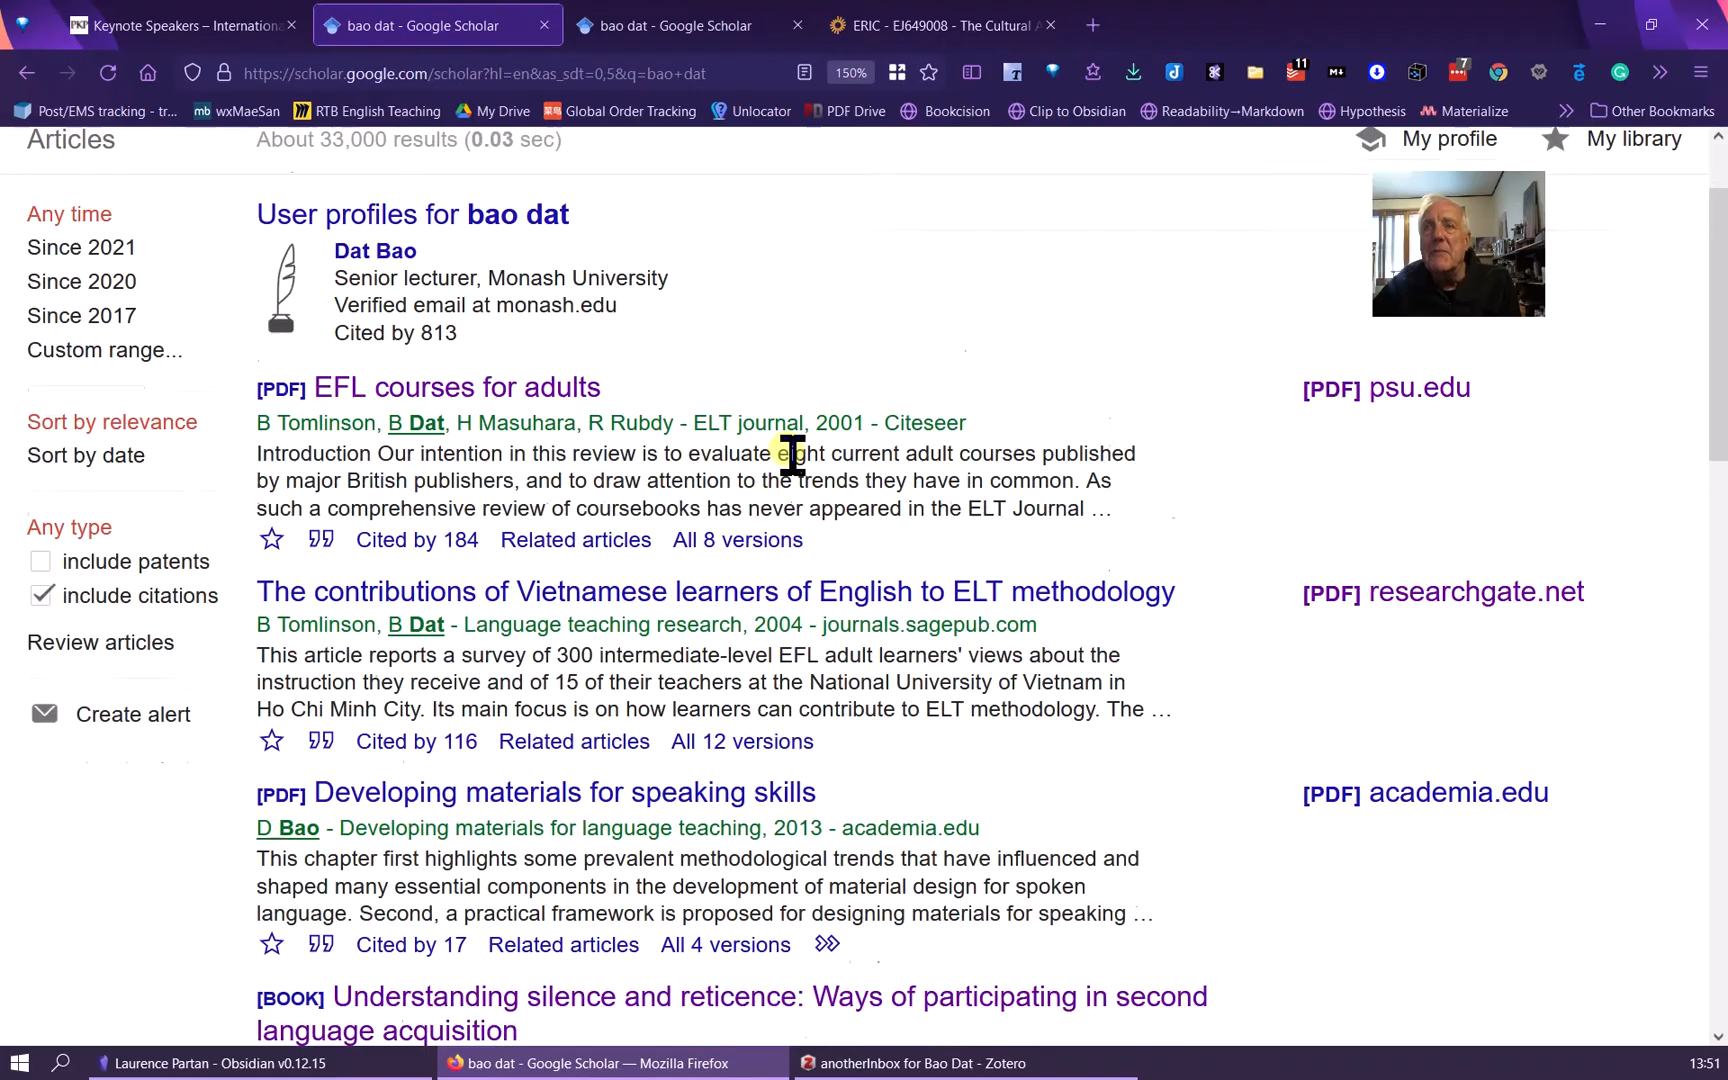 Keynote Speakers – Internationa
bao dat - Google Scholar
bao dat - Google Scholar
ERIC - EJ649008 - The Cultural A
https://scholar.google.com/scholar?hl=en&as_sdt=0,5&q=bao+dat
150%
11
7
Post/EMS tracking - tr...
mb wxMaeSan
RTB English Teaching
My Drive
Global Order Tracking
Unlocator
PDF Drive
Bookcision
Clip to Obsidian
Readability→Markdown
Hypothesis
Materialize
Other Bookmarks
Articles
About 33,000 results (0.03 sec)
My profile
My library
Any time
Since 2021
Since 2020
Since 2017
Custom range...
Sort by relevance
Sort by date
Any type
include patents
include citations
Review articles
Create alert
User profiles for bao dat
Dat Bao
Senior lecturer, Monash University
Verified email at monash.edu
Cited by 813
[PDF] EFL courses for adults
B Tomlinson, B Dat, H Masuhara, R Rubdy - ELT journal, 2001 - Citeseer
Introduction Our intention in this review is to evaluate eight current adult courses published
by major British publishers, and to draw attention to the trends they have in common. As
such a comprehensive review of coursebooks has never appeared in the ELT Journal …
Cited by 184 Related articles All 8 versions
[PDF] psu.edu
The contributions of Vietnamese learners of English to ELT methodology
B Tomlinson, B Dat - Language teaching research, 2004 - journals.sagepub.com
This article reports a survey of 300 intermediate-level EFL adult learners' views about the
instruction they receive and of 15 of their teachers at the National University of Vietnam in
Ho Chi Minh City. Its main focus is on how learners can contribute to ELT methodology. The …
Cited by 116 Related articles All 12 versions
[PDF] researchgate.net
[PDF] Developing materials for speaking skills
D Bao - Developing materials for language teaching, 2013 - academia.edu
This chapter first highlights some prevalent methodological trends that have influenced and
shaped many essential components in the development of material design for spoken
language. Second, a practical framework is proposed for designing materials for speaking …
Cited by 17 Related articles All 4 versions
[PDF] academia.edu
[BOOK] Understanding silence and reticence: Ways of participating in second
language acquisition
Laurence Partan - Obsidian v0.12.15
bao dat - Google Scholar — Mozilla Firefox
anotherInbox for Bao Dat - Zotero
13:51